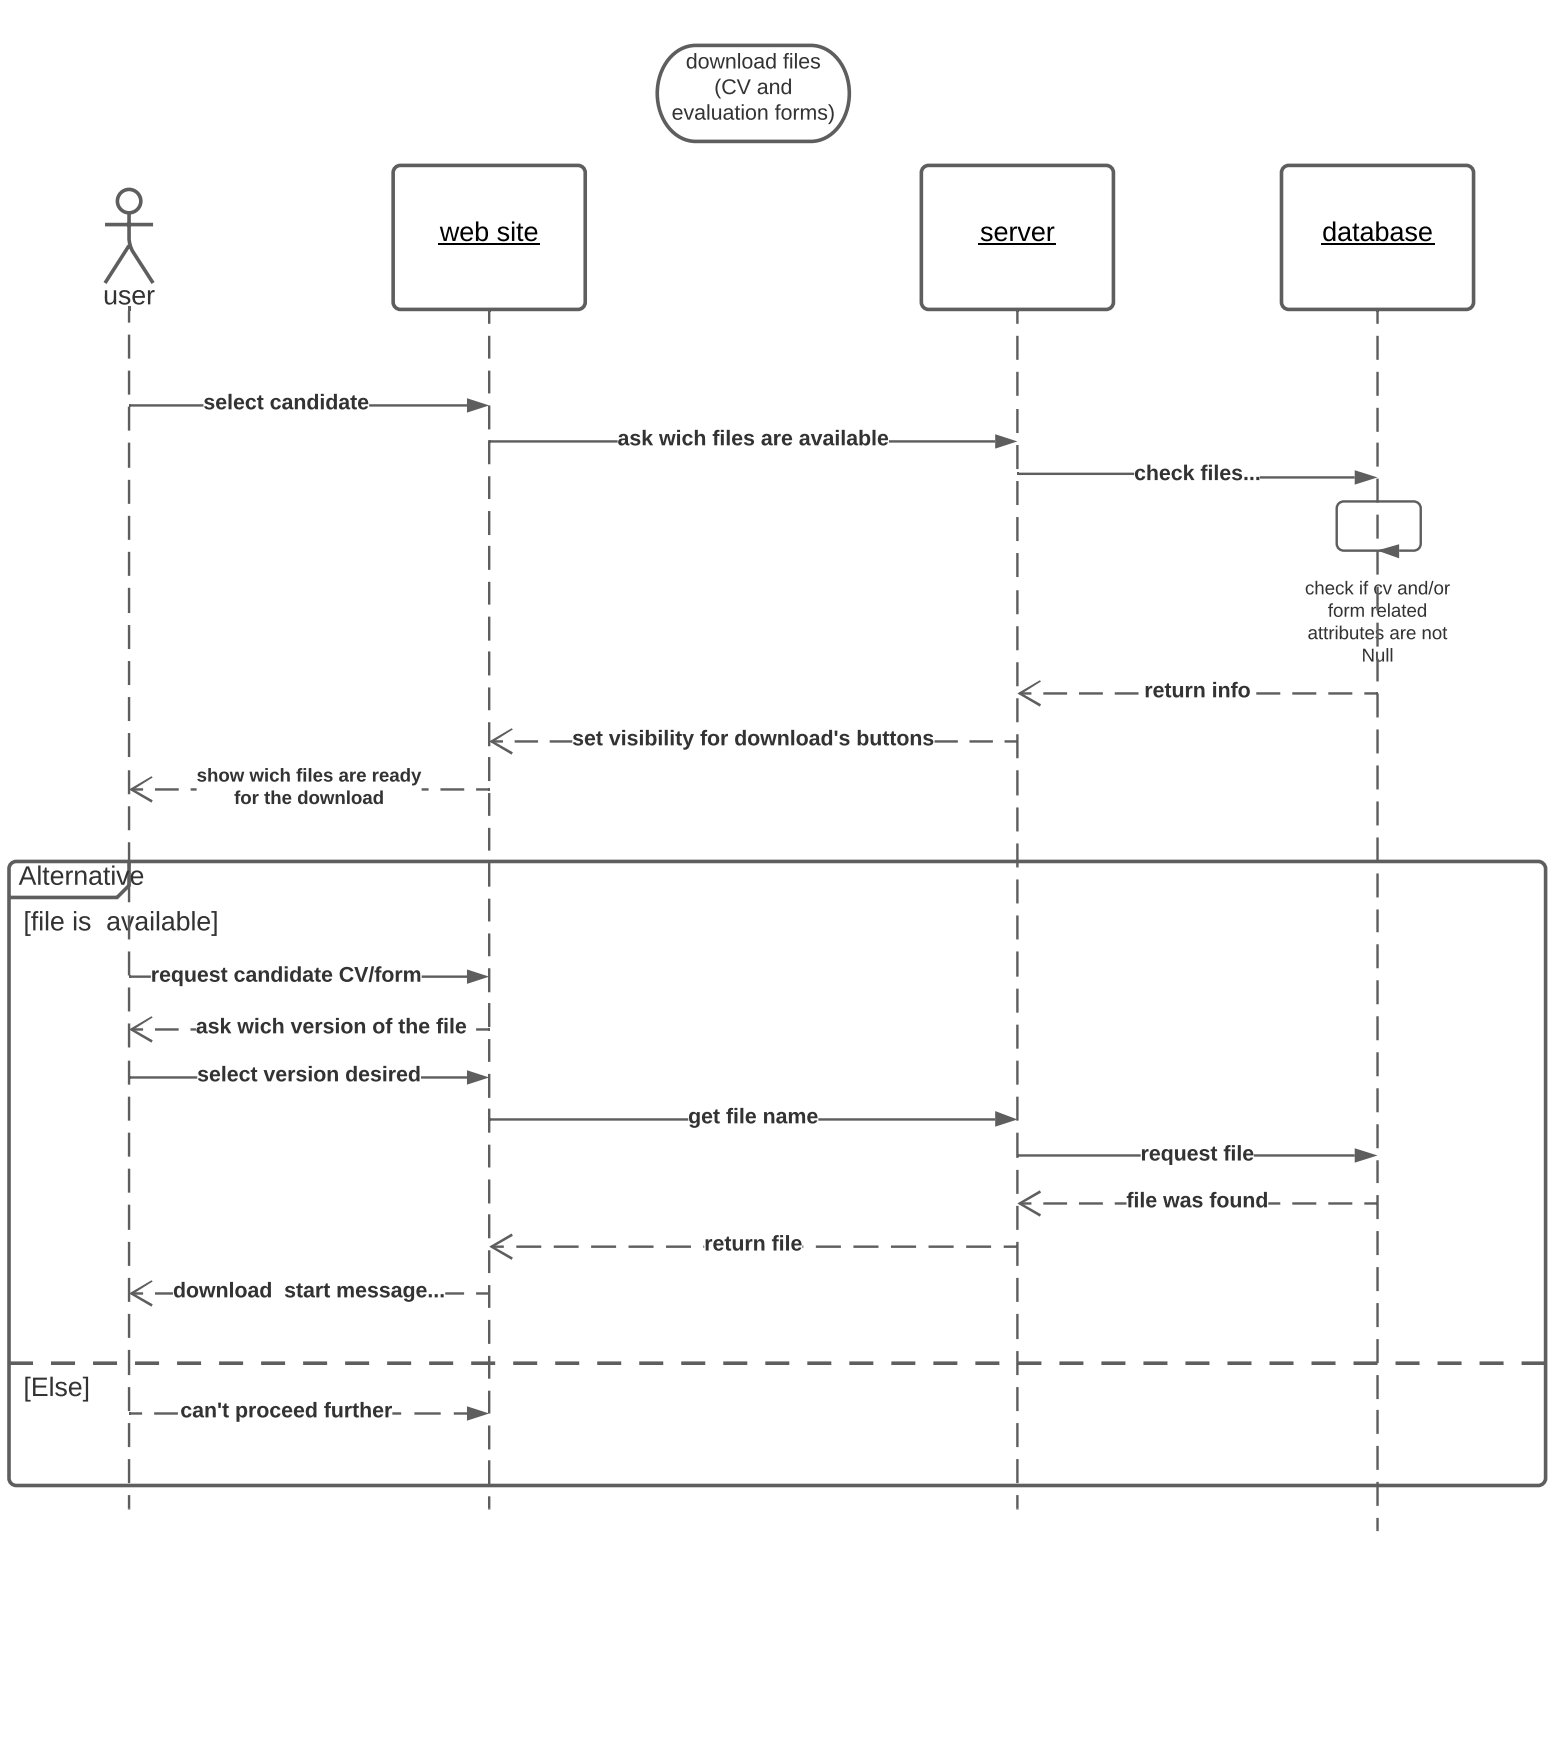 download files
(CV and
evaluation forms)
user
web site
server
database
select candidate
ask wich files are available
check files...
check if cv and/or
form related
attributes are not
Null
return info
set visibility for download's buttons
show wich files are ready
for the download
Alternative
[file is  available]
request candidate CV/form
ask wich version of the file
select version desired
get file name
request file
file was found
return file
download  start message...
[Else]
can't proceed further